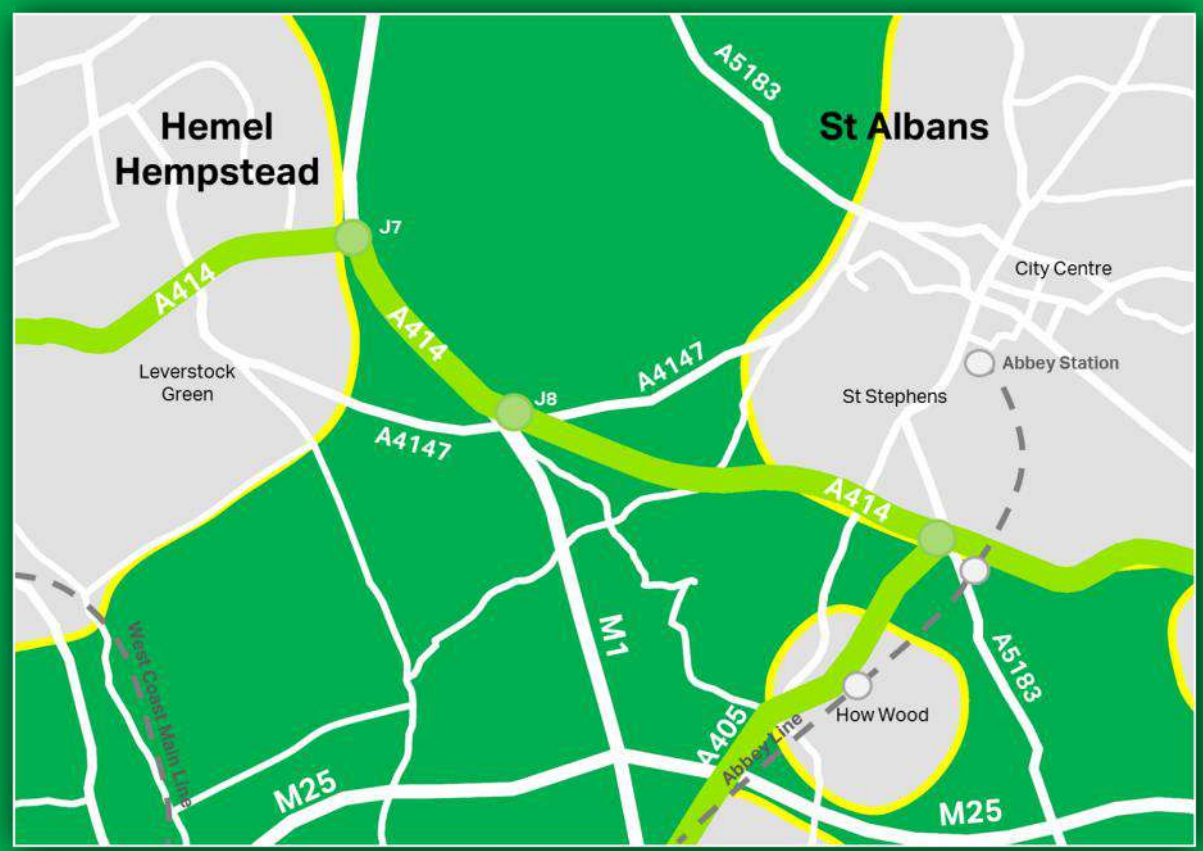 A5183
Hemel
Hempstead
St Albans
J7
City Centre
A414
A414
Leverstock
Green
A4147
Abbey Station
J8
St Stephens
A4147
A414
M1
West Coast Main Line
A5183
How Wood
A405
Abbey Line
M25
M25